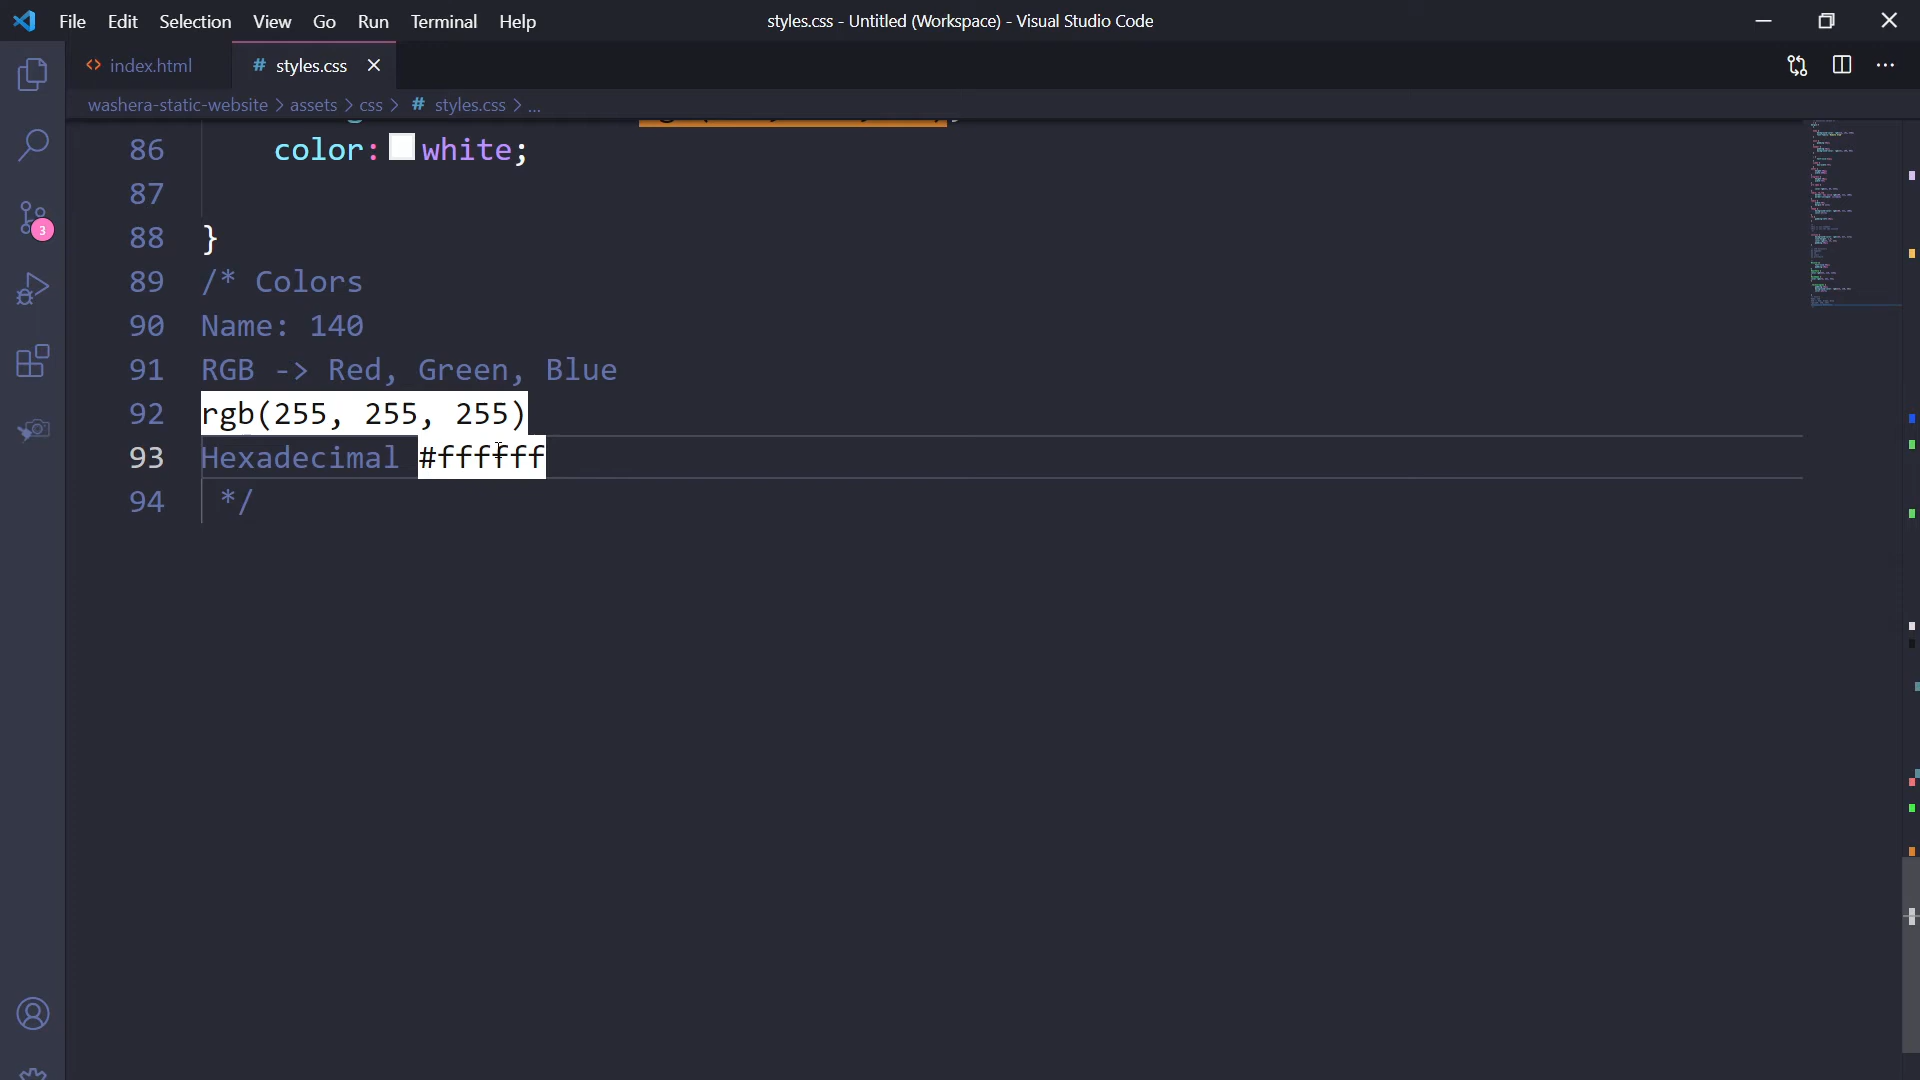 File Edit Selection View Go Run Terminal Help styles.css - Untitled (Workspace) - Visual Studio Code
<> index.html # styles.css
washera-static-website > assets > css > # styles.css > ...
86 color: white;
87
88 }
89 /* Colors
90 Name: 140
91 RGB -> Red, Green, Blue
92 rgb(255, 255, 255)
93 Hexadecimal #ffffff
94 */
3